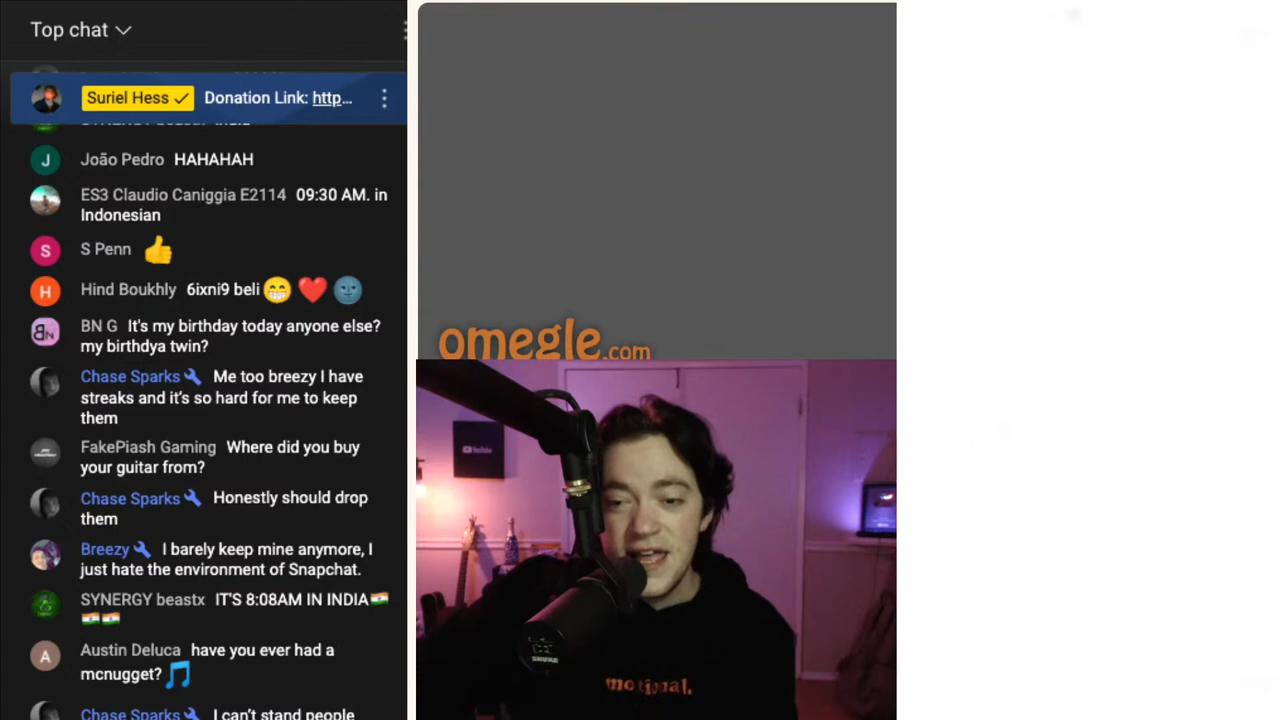 Top chat
Suriel Hess Donation Link: http...
João Pedro HAHAHAH
ES3 Claudio Caniggia E2114 09:30 AM. in
Indonesian
S Penn 👍
Hind Boukhly 6ixni9 beli😁❤️🌚
BN G It's my birthday today anyone else?
my birthdya twin?
Chase Sparks Me too breezy I have
streaks and it's so hard for me to keep
them
FakePiash Gaming Where did you buy
your guitar from?
Chase Sparks Honestly should drop
them
Breezy I barely keep mine anymore, I
just hate the environment of Snapchat.
SYNERGY beastx IT'S 8:08AM IN INDIA🇮🇳
🇮🇳🇮🇳
Austin Deluca have you ever had a
mcnugget?🎵
Chase Sparks I can't stand people
omegle.com
YouTube
SHURE